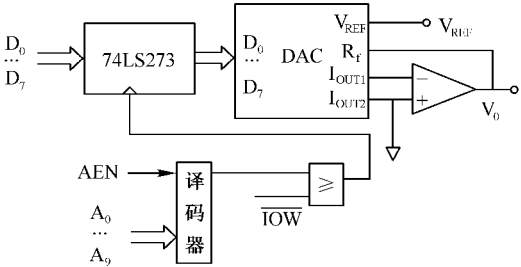 D0
...
D7
74LS273
D0
...
D7
DAC
VREF
Rf
IOUT1
IOUT2
VREF
−
+
V0
AEN
A0
...
A9
译码器
≥
IOW